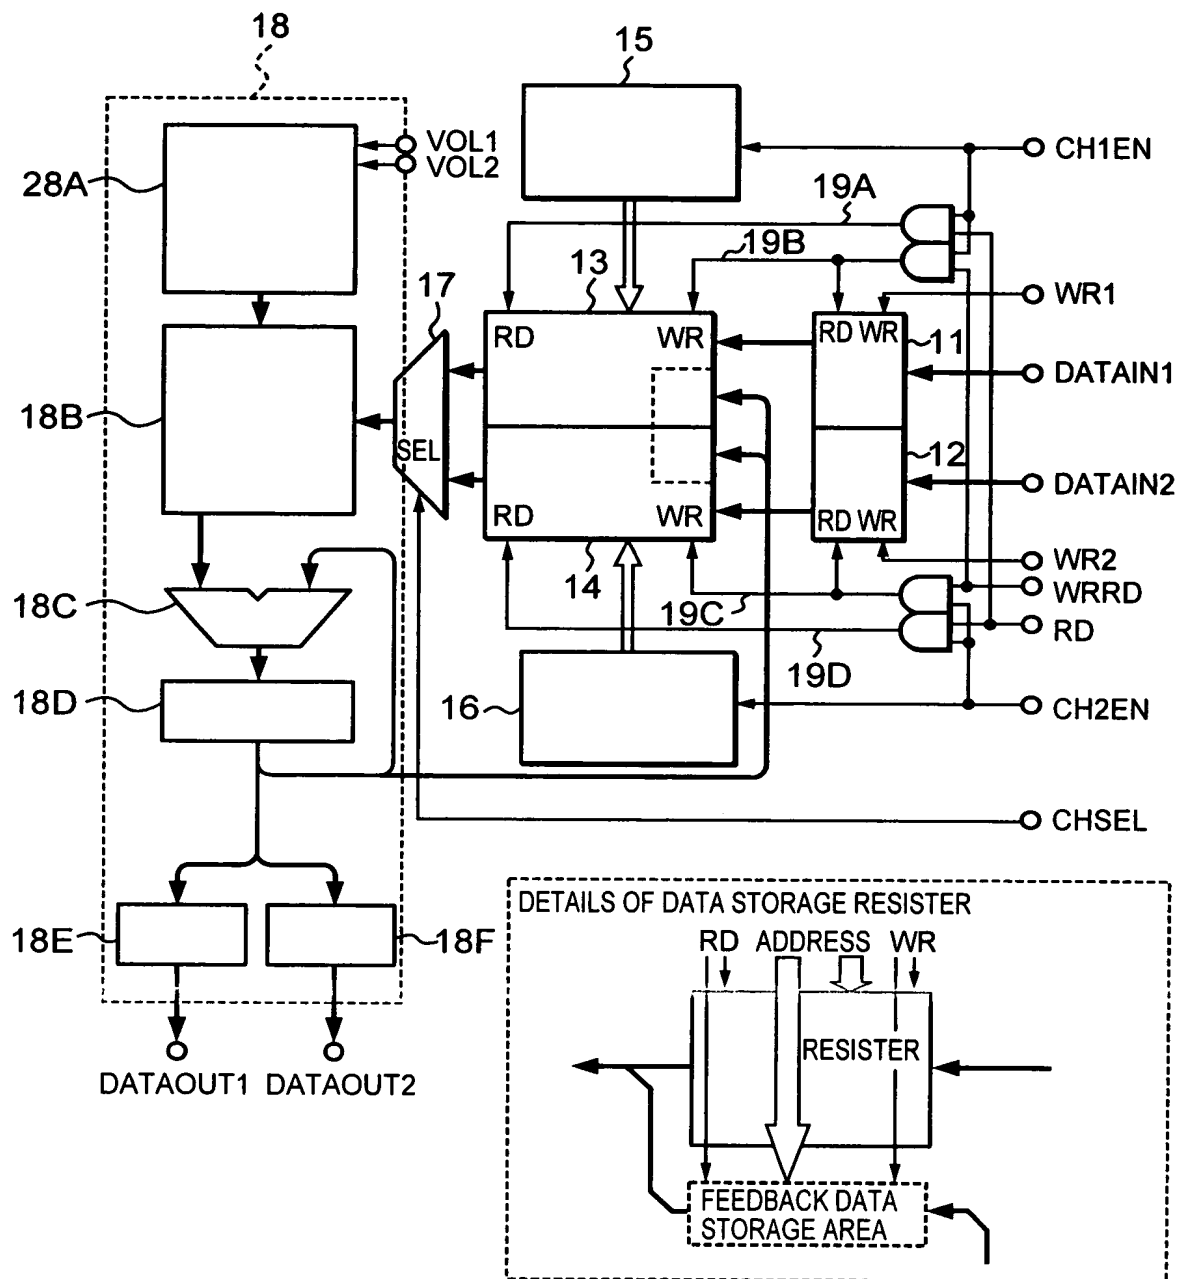 18
15
VOL1
VOL2
CH1EN
28A
19A
19B
13
17
WR1
RD
WR
RD WR
11
DATAIN1
18B
SEL
12
DATAIN2
RD
WR
RD WR
14
WR2
18C
19C
WRRD
RD
19D
18D
16
CH2EN
CHSEL
DETAILS OF DATA STORAGE RESISTER
18E
18F
RD ADDRESS WR
RESISTER
DATAOUT1 DATAOUT2
FEEDBACK DATA
STORAGE AREA